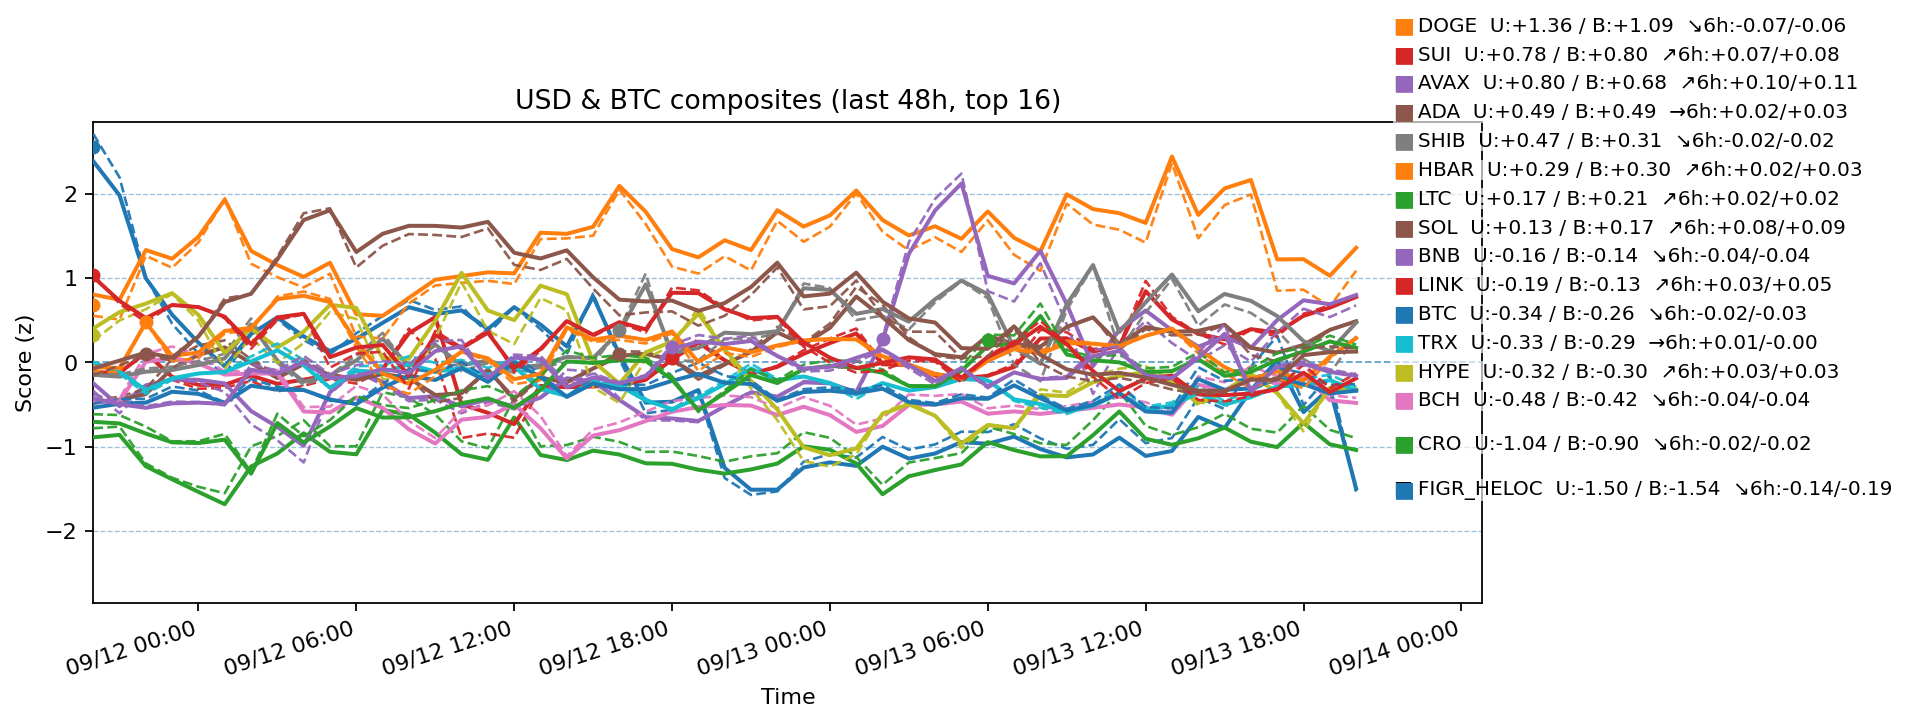 DOGE  U:+1.36 / B:+1.09  ↘6h:-0.07/-0.06
SUI  U:+0.78 / B:+0.80  ↗6h:+0.07/+0.08
AVAX  U:+0.80 / B:+0.68  ↗6h:+0.10/+0.11
USD & BTC composites (last 48h, top 16)
ADA  U:+0.49 / B:+0.49  →6h:+0.02/+0.03
SHIB  U:+0.47 / B:+0.31  ↘6h:-0.02/-0.02
HBAR  U:+0.29 / B:+0.30  ↗6h:+0.02/+0.03
LTC  U:+0.17 / B:+0.21  ↗6h:+0.02/+0.02
SOL  U:+0.13 / B:+0.17  ↗6h:+0.08/+0.09
BNB  U:-0.16 / B:-0.14  ↘6h:-0.04/-0.04
LINK  U:-0.19 / B:-0.13  ↗6h:+0.03/+0.05
BTC  U:-0.34 / B:-0.26  ↘6h:-0.02/-0.03
TRX  U:-0.33 / B:-0.29  →6h:+0.01/-0.00
HYPE  U:-0.32 / B:-0.30  ↗6h:+0.03/+0.03
BCH  U:-0.48 / B:-0.42  ↘6h:-0.04/-0.04
CRO  U:-1.04 / B:-0.90  ↘6h:-0.02/-0.02
FIGR_HELOC  U:-1.50 / B:-1.54  ↘6h:-0.14/-0.19
Score (z)
2
1
0
−1
−2
09/12 00:00
09/12 06:00
09/12 12:00
09/12 18:00
09/13 00:00
09/13 06:00
09/13 12:00
09/13 18:00
09/14 00:00
Time